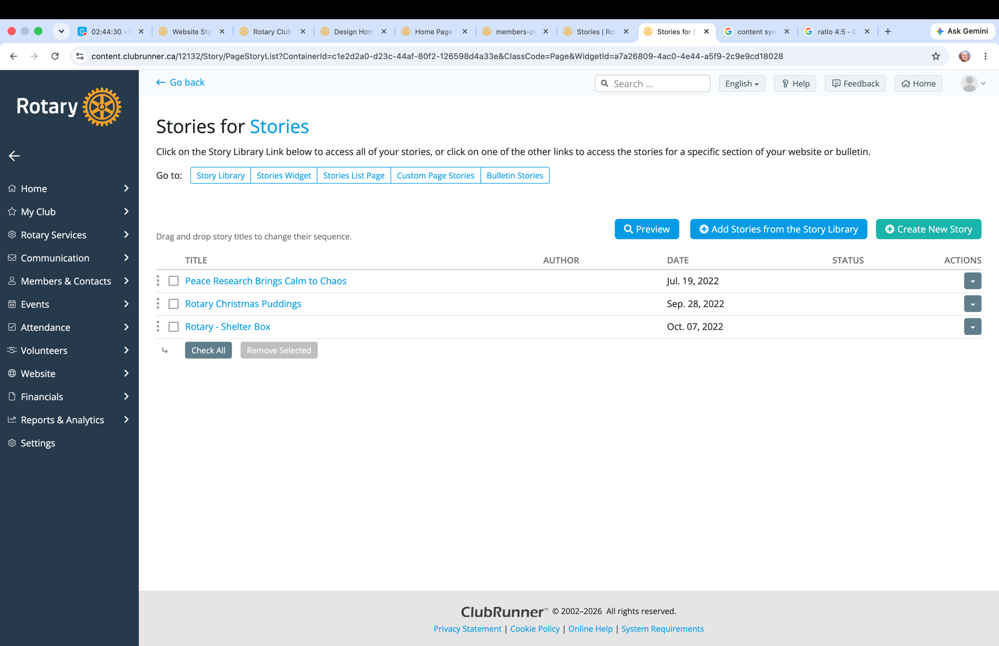 02:44:30 •
Website Sty
Rotary Club
Design Hom
Home Page
members-p
Stories | Rot
Stories for S
content syn
ratio 4:5 - G
Ask Gemini
content.clubrunner.ca/12132/Story/PageStoryList?ContainerId=c1e2d2a0-d23c-44af-80f2-126598d4a33e&ClassCode=Page&WidgetId=a7a26809-4ac0-4e44-a5f9-2c9e9cd18028
Rotary
Home
My Club
Rotary Services
Communication
Members & Contacts
Events
Attendance
Volunteers
Website
Financials
Reports & Analytics
Settings
Go back
Search ...
English
Help
Feedback
Home
Stories for Stories
Click on the Story Library Link below to access all of your stories, or click on one of the other links to access the stories for a specific section of your website or bulletin.
Go to: Story Library Stories Widget Stories List Page Custom Page Stories Bulletin Stories
Drag and drop story titles to change their sequence.
Preview
Add Stories from the Story Library
Create New Story
TITLE AUTHOR DATE STATUS ACTIONS
Peace Research Brings Calm to Chaos Jul. 19, 2022
Rotary Christmas Puddings Sep. 28, 2022
Rotary - Shelter Box Oct. 07, 2022
Check All Remove Selected
ClubRunner™ © 2002–2026 All rights reserved.
Privacy Statement | Cookie Policy | Online Help | System Requirements